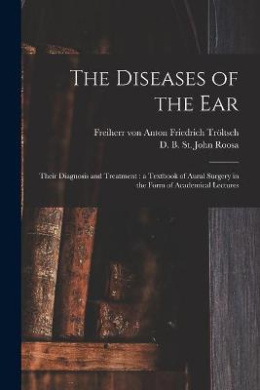 The Diseases of
the Ear
Freiherr von Anton Friedrich Tröltsch
D. B. St. John Roosa
Their Diagnosis and Treatment : a Textbook of Aural Surgery in
the Form of Academical Lectures